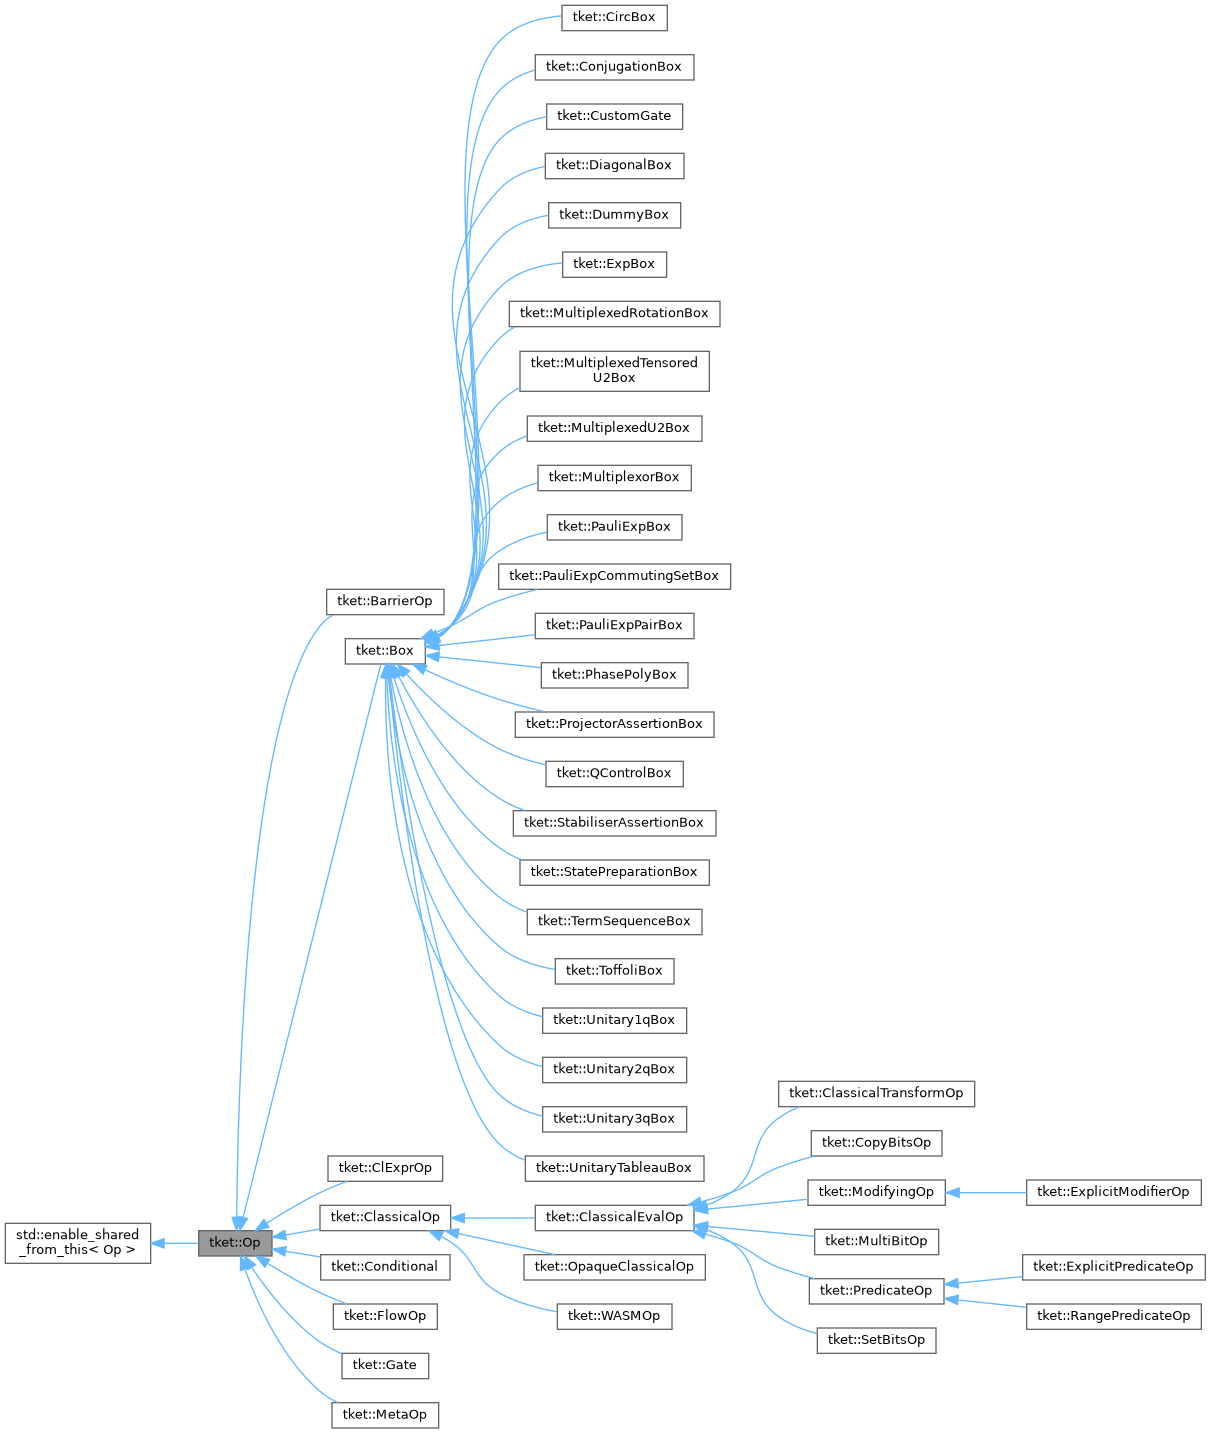 tket::CircBox
tket::ConjugationBox
tket::CustomGate
tket::DiagonalBox
tket::DummyBox
tket::ExpBox
tket::MultiplexedRotationBox
tket::MultiplexedTensored
U2Box
tket::MultiplexedU2Box
tket::MultiplexorBox
tket::PauliExpBox
tket::PauliExpCommutingSetBox
tket::BarrierOp
tket::PauliExpPairBox
tket::Box
tket::PhasePolyBox
tket::ProjectorAssertionBox
tket::QControlBox
tket::StabiliserAssertionBox
tket::StatePreparationBox
tket::TermSequenceBox
tket::ToffoliBox
tket::Unitary1qBox
tket::Unitary2qBox
tket::ClassicalTransformOp
tket::Unitary3qBox
tket::CopyBitsOp
tket::ClExprOp
tket::UnitaryTableauBox
tket::ModifyingOp
tket::ExplicitModifierOp
tket::ClassicalOp
tket::ClassicalEvalOp
std::enable_shared
_from_this< Op >
tket::Op
tket::MultiBitOp
tket::Conditional
tket::OpaqueClassicalOp
tket::ExplicitPredicateOp
tket::PredicateOp
tket::FlowOp
tket::WASMOp
tket::RangePredicateOp
tket::SetBitsOp
tket::Gate
tket::MetaOp